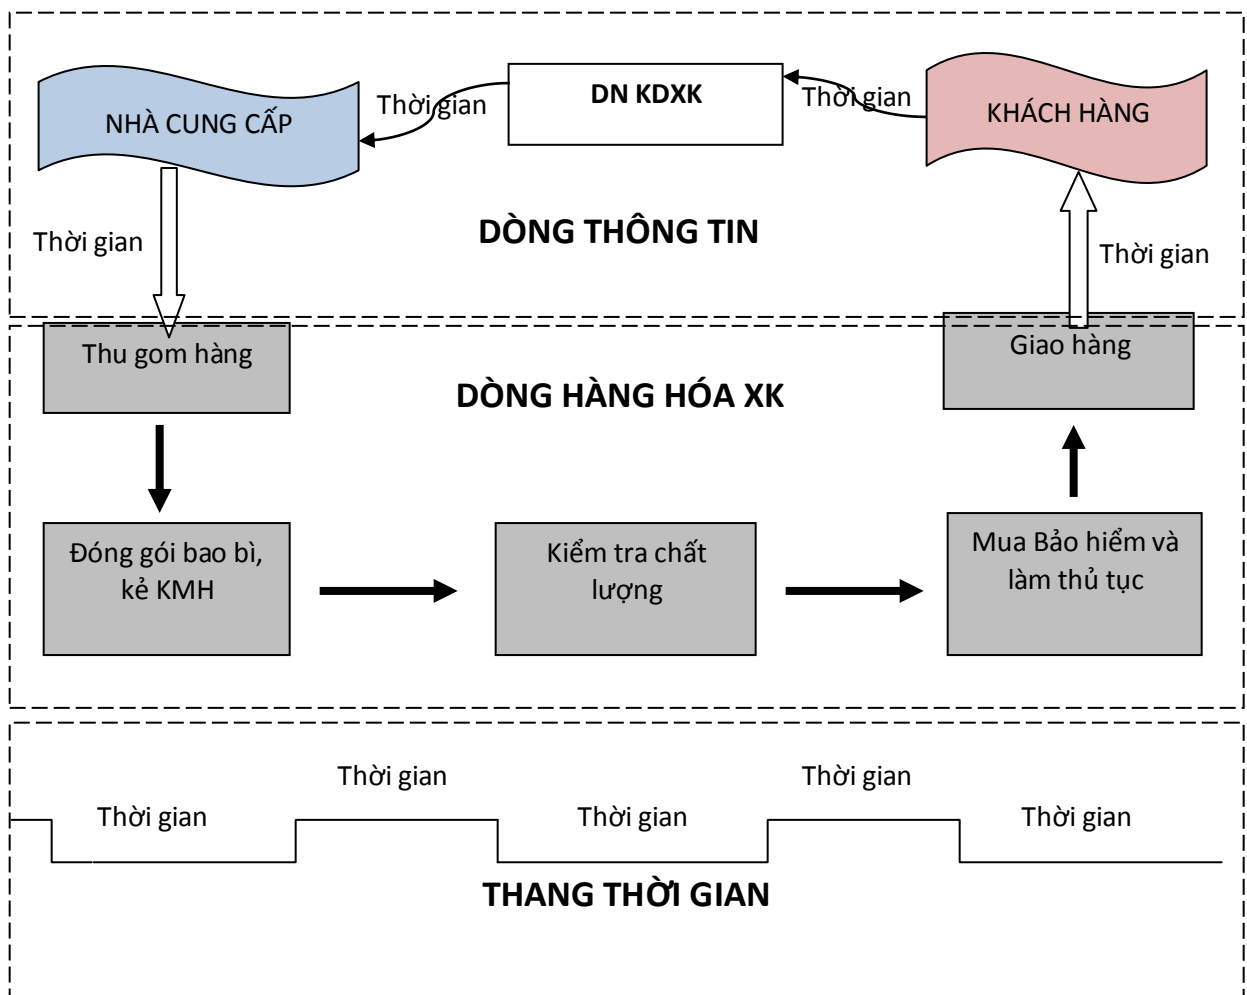 NHÀ CUNG CẤP
Thời gian
DN KDXK
Thời gian
KHÁCH HÀNG
Thời gian
DÒNG THÔNG TIN
Thời gian
Thu gom hàng
DÒNG HÀNG HÓA XK
Giao hàng
Đóng gói bao bì,
kẻ KMH
Kiểm tra chất
lượng
Mua Bảo hiểm và
làm thủ tục
Thời gian
Thời gian
Thời gian
Thời gian
Thời gian
THANG THỜI GIAN